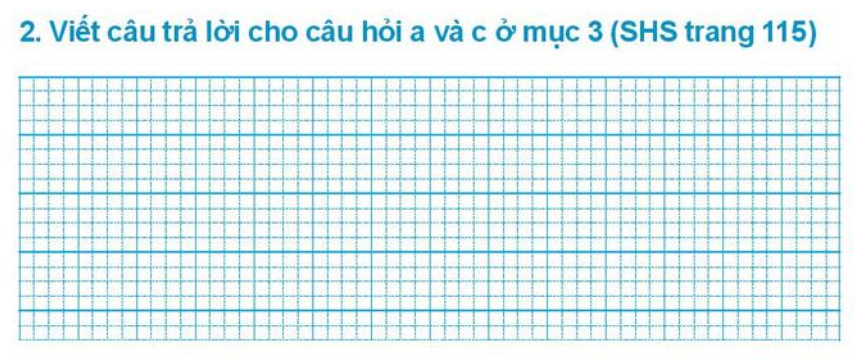 2. Viết câu trả lời cho câu hỏi a và c ở mục 3 (SHS trang 115)